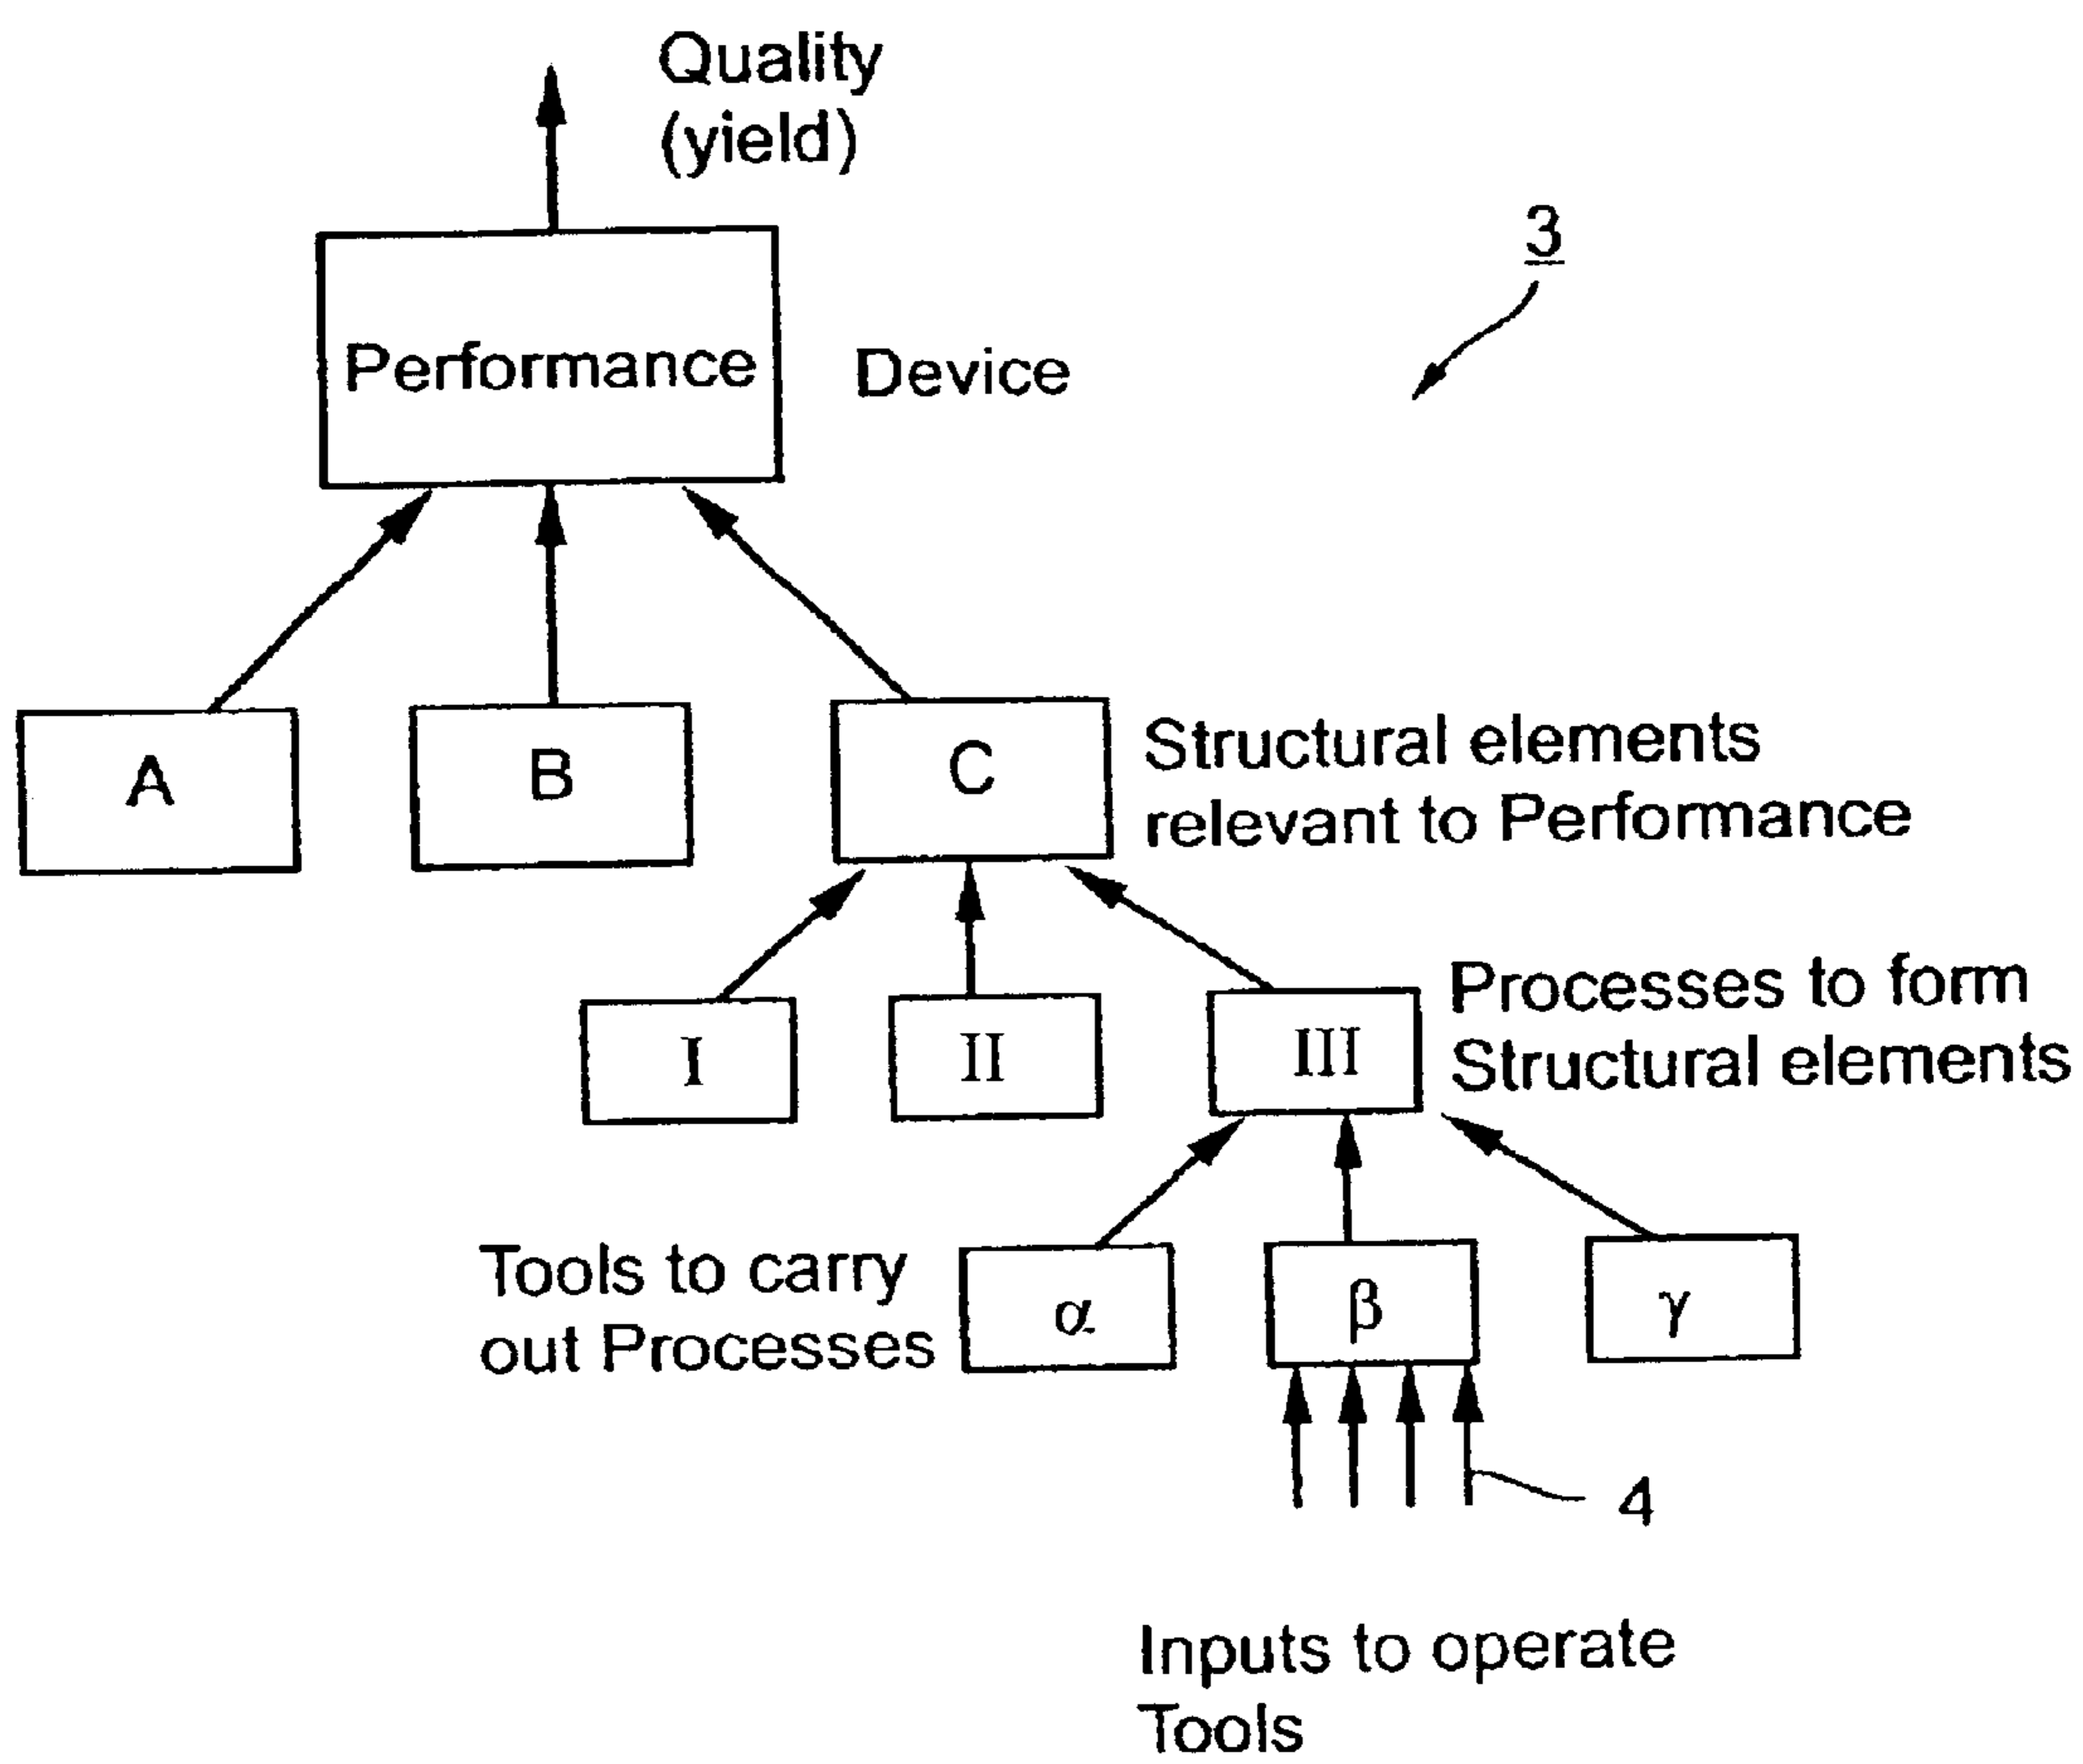 Quality
(yield)
3
Performance
Device
A
B
C
Structural elements
relevant to Performance
I
II
III
Processes to form
Structural elements
Tools to carry
out Processes
α
β
γ
4
Inputs to operate
Tools